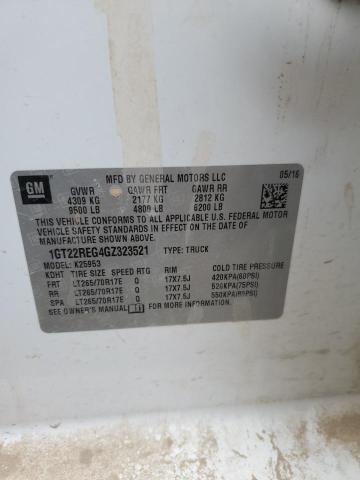 GM
MFD BY GENERAL MOTORS LLC 05/16
GVWR GAWR FRT GAWR RR
4309 KG 2177 KG 2812 KG
9500 LB 4800 LB 6200 LB
THIS VEHICLE CONFORMS TO ALL APPLICABLE U.S. FEDERAL MOTOR
VEHICLE SAFETY STANDARDS IN EFFECT ON THE DATE OF
MANUFACTURE SHOWN ABOVE.
1GT22REG4GZ323521 TYPE: TRUCK
MODEL: K25953
KDHT TIRE SIZE SPEED RTG RIM COLD TIRE PRESSURE
FRT LT265/70R17E Q 17X7.5J 420KPA(60PSI)
RR LT265/70R17E Q 17X7.5J 520KPA(75PSI)
SPA LT265/70R17E Q 17X7.5J 550KPA(80PSI)
SEE OWNER'S MANUAL FOR MORE INFORMATION.